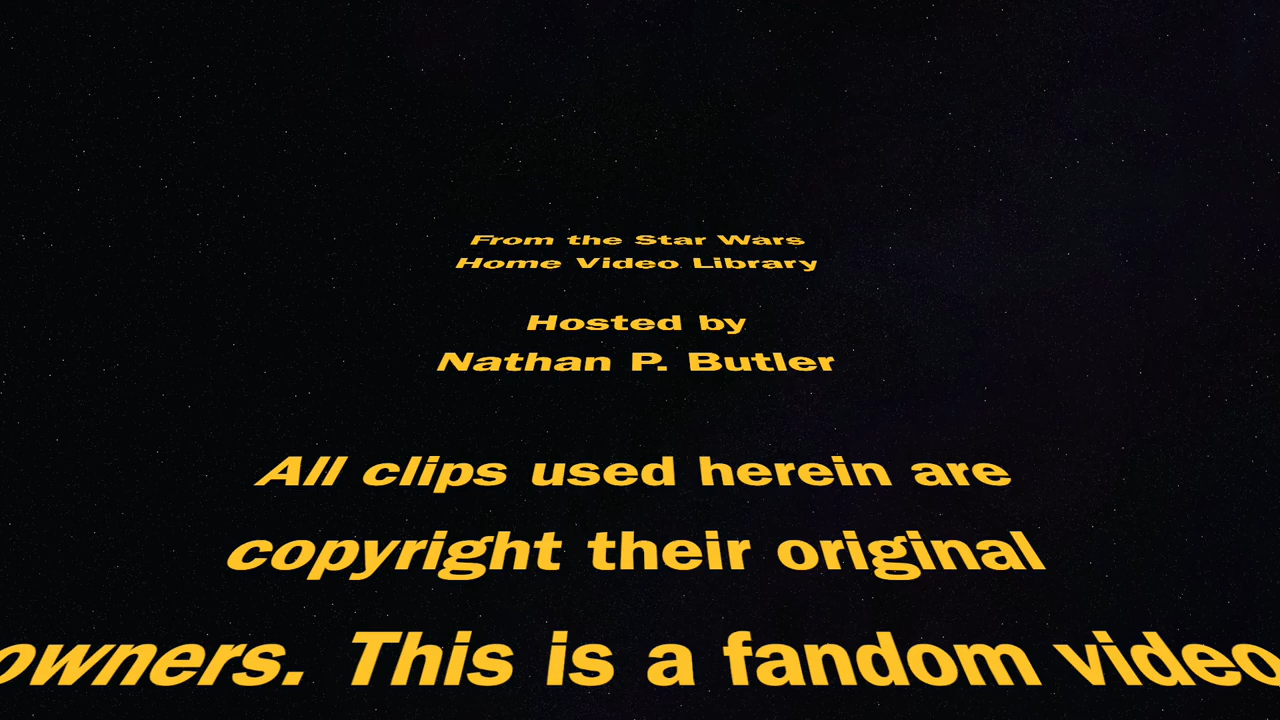 From the Star Wars
Home Video Library
Hosted by
Nathan P. Butler
All clips used herein are
copyright their original
owners. This is a fandom video